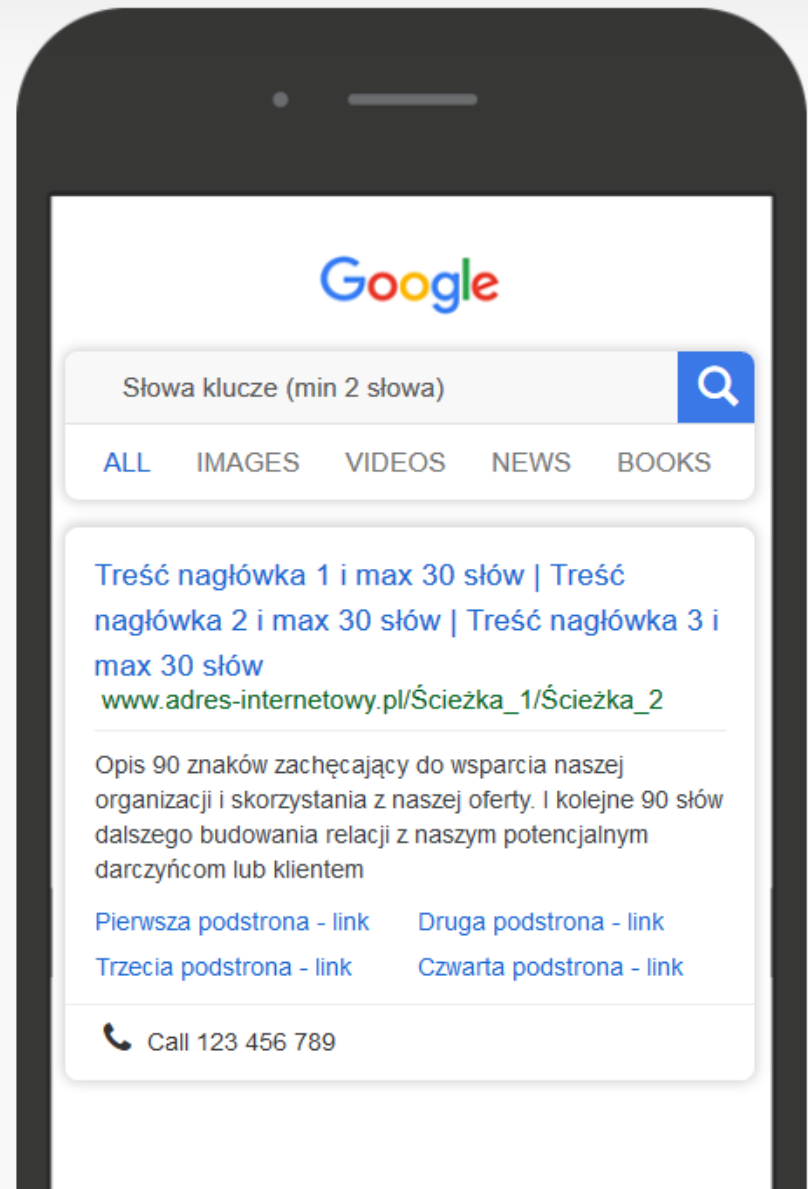 Google
Słowa klucze (min 2 słowa)
ALL IMAGES VIDEOS NEWS BOOKS
Treść nagłówka 1 i max 30 słów | Treść
nagłówka 2 i max 30 słów | Treść nagłówka 3 i
max 30 słów
www.adres-internetowy.pl/Ścieżka_1/Ścieżka_2
Opis 90 znaków zachęcający do wsparcia naszej
organizacji i skorzystania z naszej oferty. I kolejne 90 słów
dalszego budowania relacji z naszym potencjalnym
darczyńcom lub klientem
Pierwsza podstrona - link Druga podstrona - link
Trzecia podstrona - link Czwarta podstrona - link
Call 123 456 789